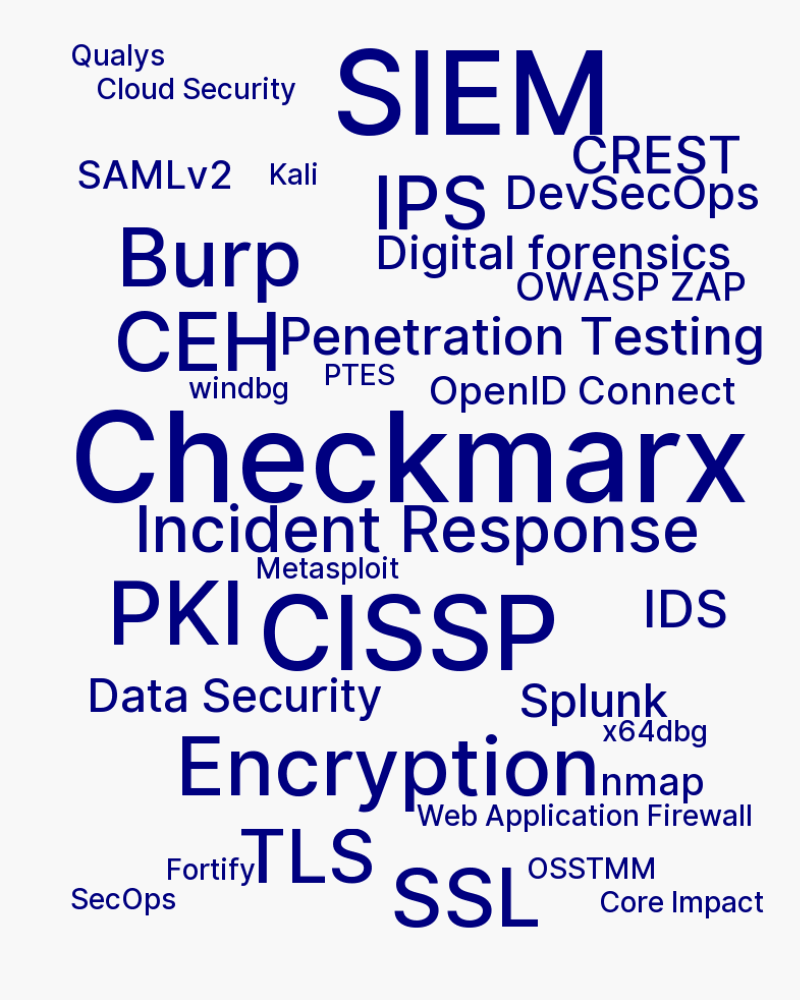 Qualys
SIEM
Cloud Security
CREST
SAMLv2
Kali
IPS
DevSecOps
Burp
Digital forensics
OWASP ZAP
CEH
Penetration Testing
PTES
windbg
OpenID Connect
Checkmarx
Incident Response
Metasploit
PKI
CISSP
IDS
Data Security
Splunk
x64dbg
Encryption
nmap
Web Application Firewall
TLS
Fortify
OSSTMM
SSL
SecOps
Core Impact